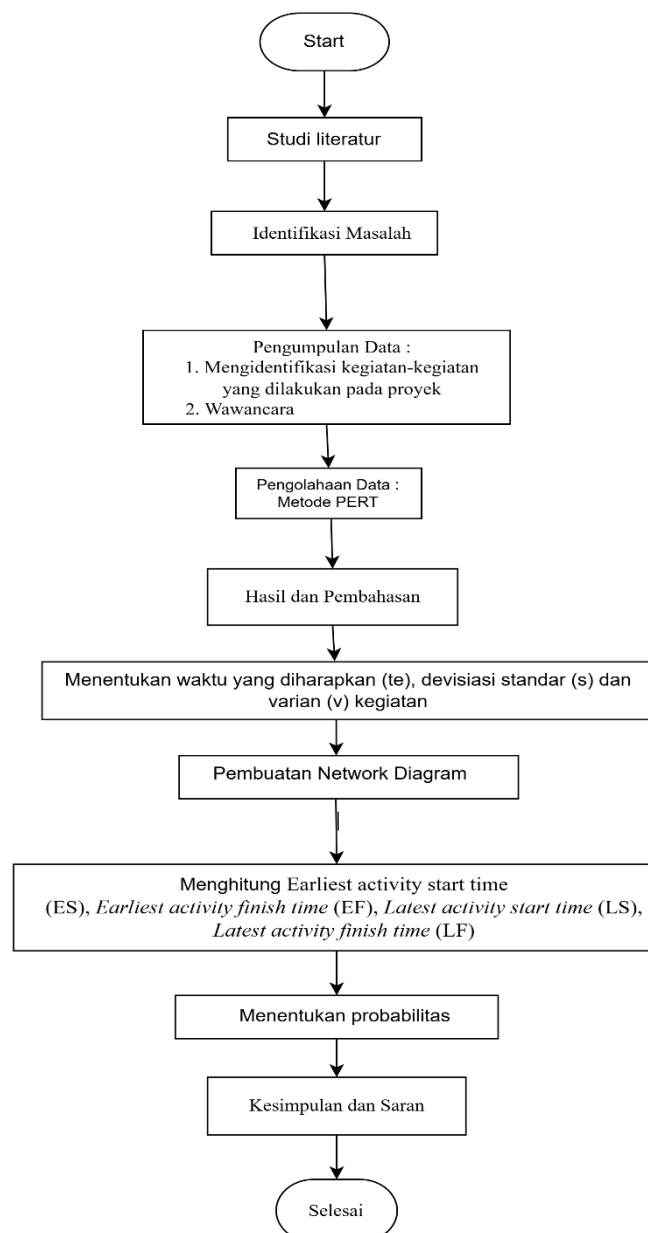 Start
Studi literatur
Identifikasi Masalah
Pengumpulan Data :
1. Mengidentifikasi kegiatan-kegiatan
yang dilakukan pada proyek
2. Wawancara
Pengolahaan Data :
Metode PERT
Hasil dan Pembahasan
Menentukan waktu yang diharapkan (te), devisiasi standar (s) dan
varian (v) kegiatan
Pembuatan Network Diagram
Menghitung Earliest activity start time
(ES), Earliest activity finish time (EF), Latest activity start time (LS),
Latest activity finish time (LF)
Menentukan probabilitas
Kesimpulan dan Saran
Selesai